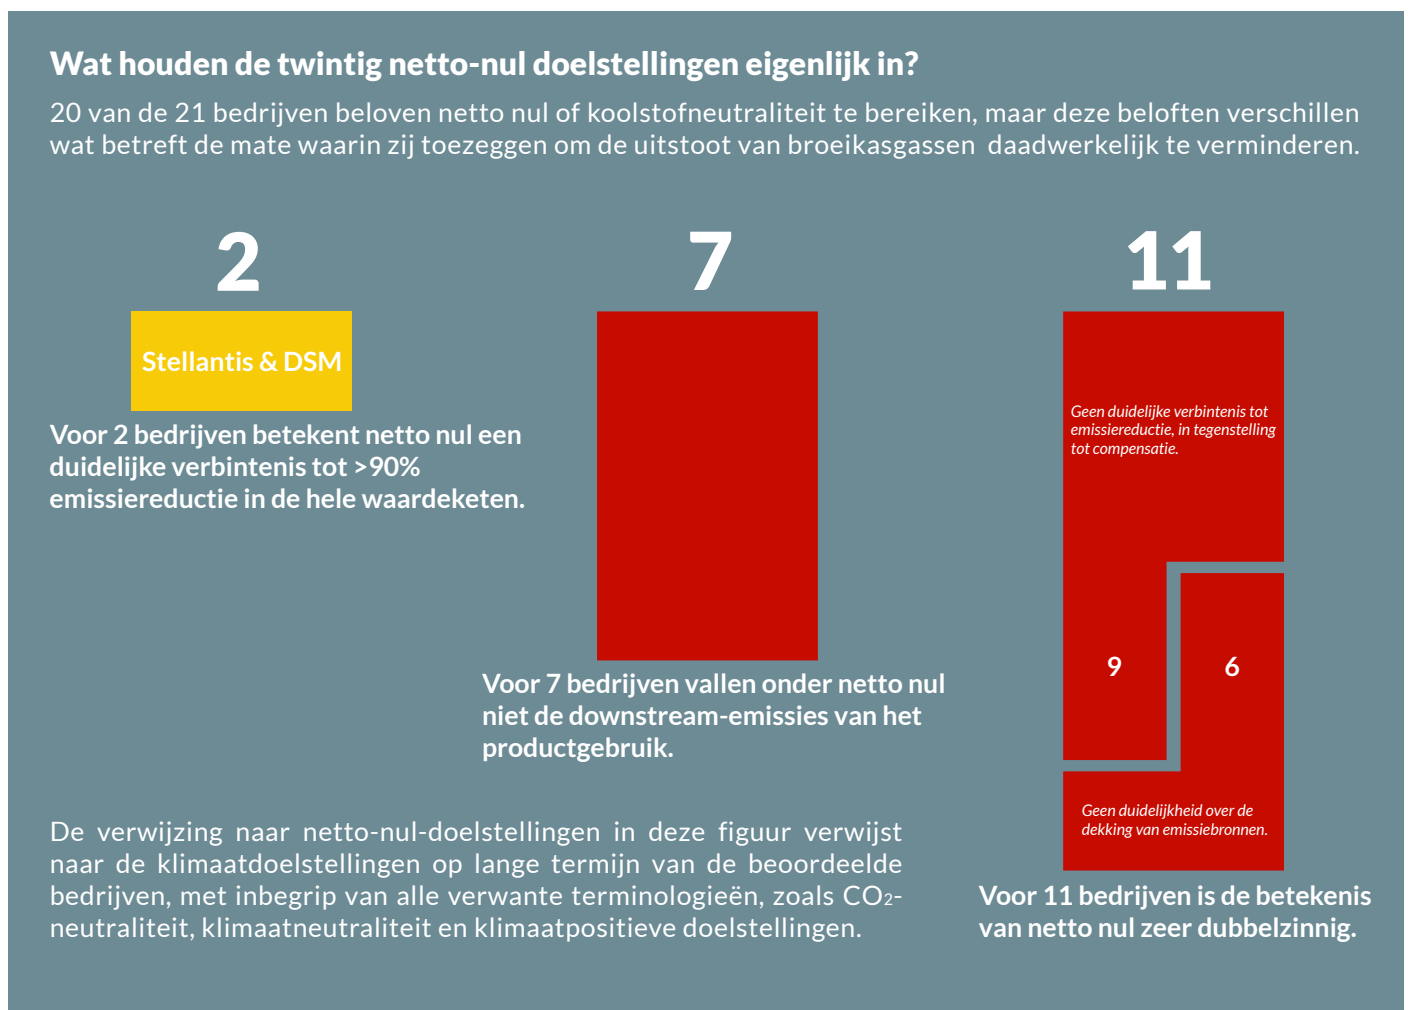 Wat houden de twintig netto-nul doelstellingen eigenlijk in?
20 van de 21 bedrijven beloven netto nul of koolstofneutraliteit te bereiken, maar deze beloften verschillen
wat betreft de mate waarin zij toezeggen om de uitstoot van broeikasgassen daadwerkelijk te verminderen.
2
Stellantis & DSM
Voor 2 bedrijven betekent netto nul een
duidelijke verbintenis tot >90%
emissiereductie in de hele waardeketen.
7
Voor 7 bedrijven vallen onder netto nul
niet de downstream-emissies van het
productgebruik.
11
Geen duidelijke verbintenis tot
emissiereductie, in tegenstelling
tot compensatie.
9
6
Geen duidelijkheid over de
dekking van emissiebronnen.
Voor 11 bedrijven is de betekenis
van netto nul zeer dubbelzinnig.
De verwijzing naar netto-nul-doelstellingen in deze figuur verwijst
naar de klimaatdoelstellingen op lange termijn van de beoordeelde
bedrijven, met inbegrip van alle verwante terminologieën, zoals CO2-
neutraliteit, klimaatneutraliteit en klimaatpositieve doelstellingen.